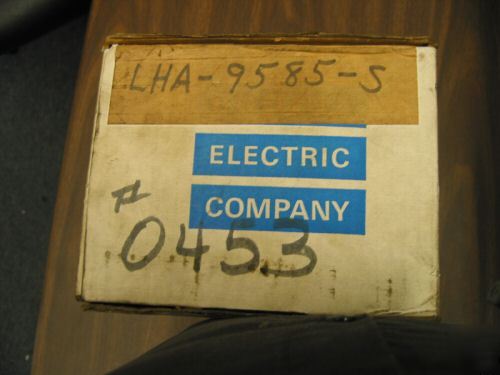 LHA-9585-S
ELECTRIC
COMPANY
#
0453